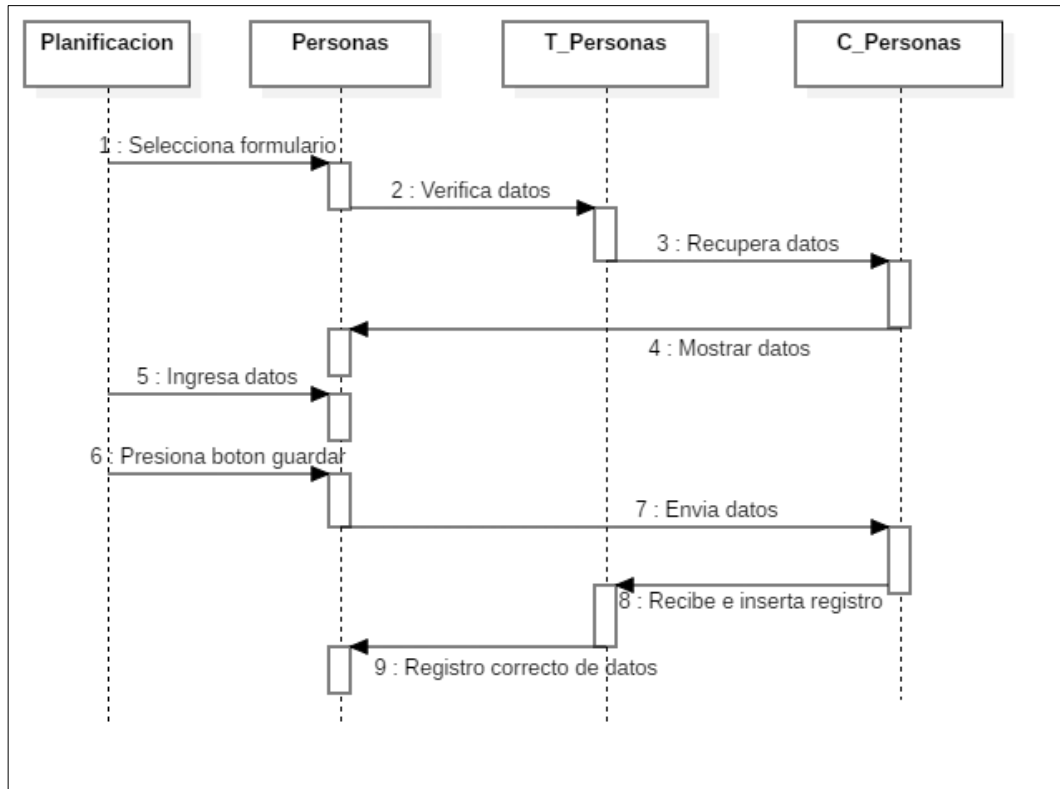 Planificacion
Personas
T_Personas
C_Personas
1 : Selecciona formulario
2 : Verifica datos
3 : Recupera datos
4 : Mostrar datos
5 : Ingresa datos
6 : Presiona boton guardar
7 : Envia datos
8 : Recibe e inserta registro
9 : Registro correcto de datos